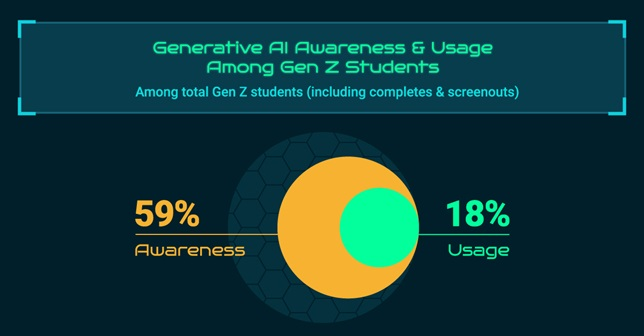 Generative AI Awareness & Usage
Among Gen Z Students
Among total Gen Z students (including completes & screenouts)
59%
Awareness
18%
Usage